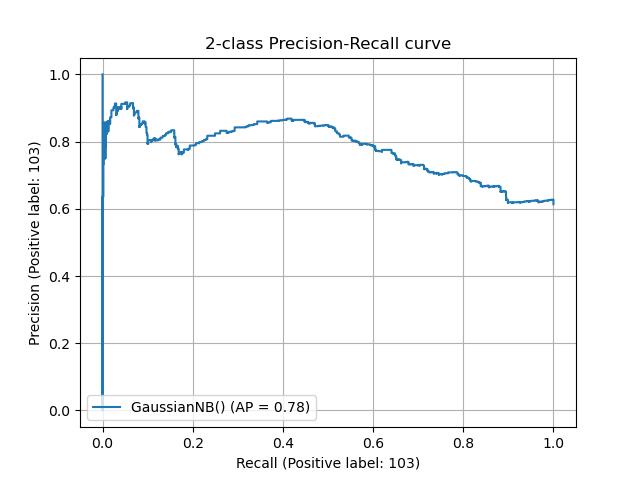 2-class Precision-Recall curve
1.0
0.8
0.6
0.4
0.2
0.0
Precision (Positive label: 103)
GaussianNB() (AP = 0.78)
0.0 0.2 0.4 0.6 0.8 1.0
Recall (Positive label: 103)